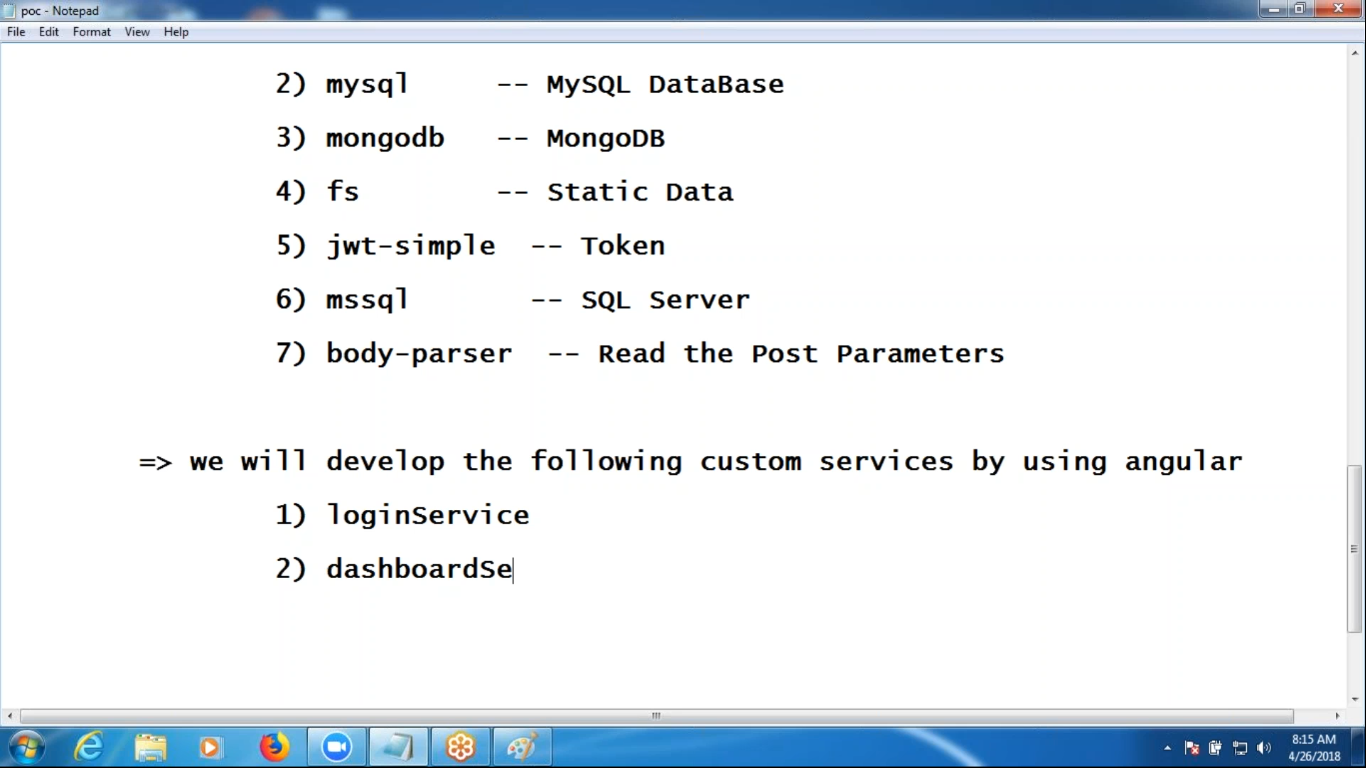 poc - Notepad
File Edit Format View Help
2) mysql -- MySQL DataBase
3) mongodb -- MongoDB
4) fs -- Static Data
5) jwt-simple -- Token
6) mssql -- SQL Server
7) body-parser -- Read the Post Parameters
=> we will develop the following custom services by using angular
1) loginService
2) dashboardSe
8:15 AM
4/26/2018